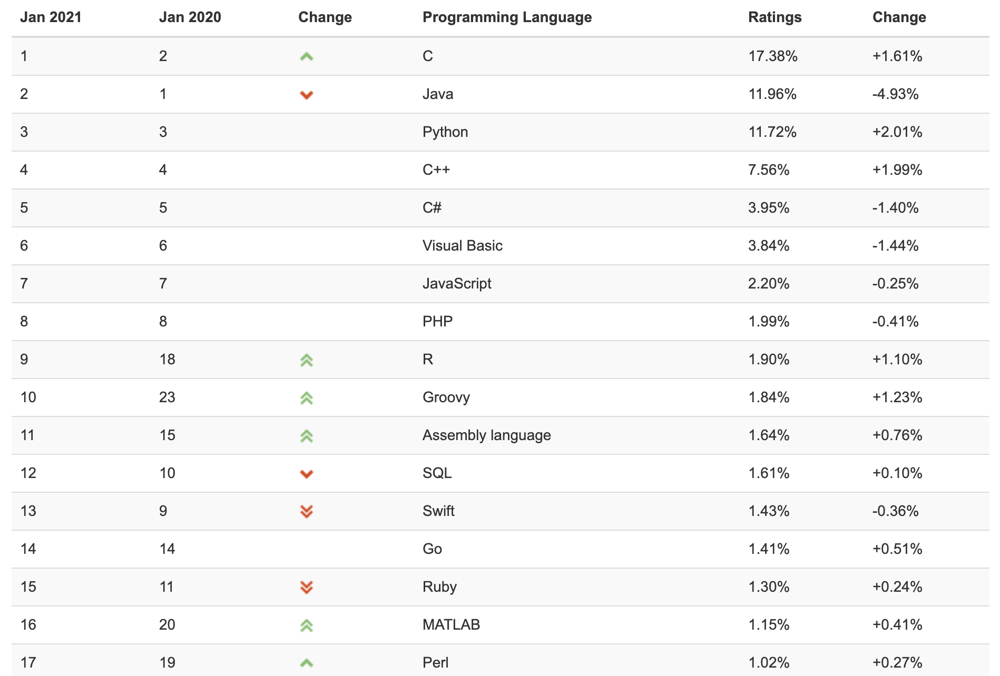 Jan 2021 Jan 2020 Change Programming Language Ratings Change
1 2 C 17.38% +1.61%
2 1 Java 11.96% -4.93%
3 3 Python 11.72% +2.01%
4 4 C++ 7.56% +1.99%
5 5 C# 3.95% -1.40%
6 6 Visual Basic 3.84% -1.44%
7 7 JavaScript 2.20% -0.25%
8 8 PHP 1.99% -0.41%
9 18 R 1.90% +1.10%
10 23 Groovy 1.84% +1.23%
11 15 Assembly language 1.64% +0.76%
12 10 SQL 1.61% +0.10%
13 9 Swift 1.43% -0.36%
14 14 Go 1.41% +0.51%
15 11 Ruby 1.30% +0.24%
16 20 MATLAB 1.15% +0.41%
17 19 Perl 1.02% +0.27%